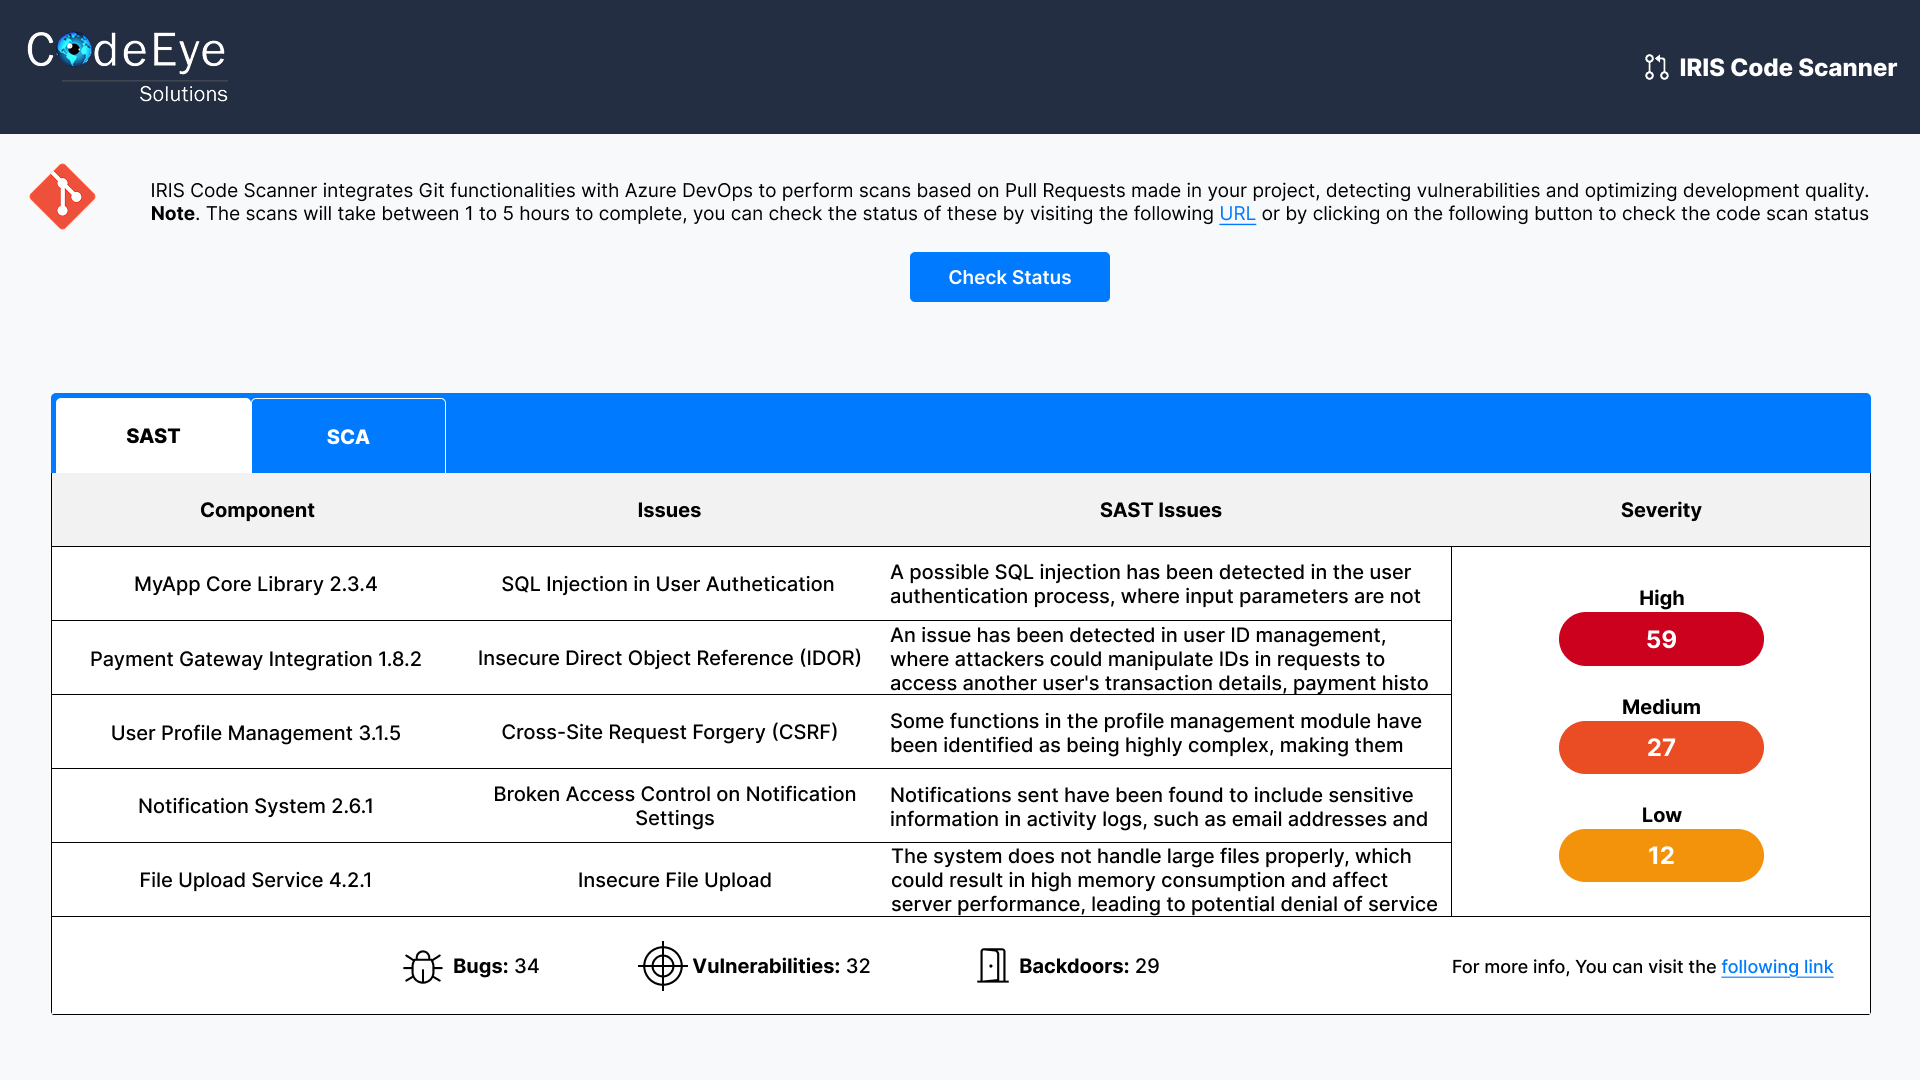 CodeEye
Solutions
IRIS Code Scanner
IRIS Code Scanner integrates Git functionalities with Azure DevOps to perform scans based on Pull Requests made in your project, detecting vulnerabilities and optimizing development quality.
Note. The scans will take between 1 to 5 hours to complete, you can check the status of these by visiting the following URL or by clicking on the following button to check the code scan status
Check Status
SAST
SCA
Component
Issues
SAST Issues
Severity
MyApp Core Library 2.3.4
SQL Injection in User Authetication
A possible SQL injection has been detected in the user
authentication process, where input parameters are not
Payment Gateway Integration 1.8.2
Insecure Direct Object Reference (IDOR)
An issue has been detected in user ID management,
where attackers could manipulate IDs in requests to
access another user's transaction details, payment histo
User Profile Management 3.1.5
Cross-Site Request Forgery (CSRF)
Some functions in the profile management module have
been identified as being highly complex, making them
Notification System 2.6.1
Broken Access Control on Notification
Settings
Notifications sent have been found to include sensitive
information in activity logs, such as email addresses and
File Upload Service 4.2.1
Insecure File Upload
The system does not handle large files properly, which
could result in high memory consumption and affect
server performance, leading to potential denial of service
High
59
Medium
27
Low
12
Bugs: 34
Vulnerabilities: 32
Backdoors: 29
For more info, You can visit the following link